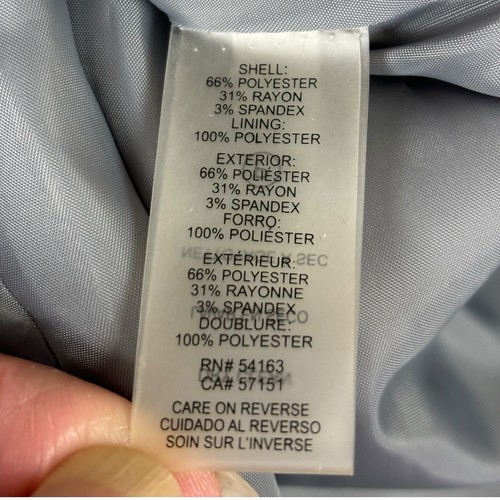 SHELL:
66% POLYESTER
31% RAYON
3% SPANDEX
LINING:
100% POLYESTER
EXTERIOR:
66% POLIÉSTER
31% RAYON
3% SPANDEX
FORRO:
100% POLIÉSTER
EXTÉRIEUR:
66% POLYESTER
31% RAYONNE
3% SPANDEX
DOUBLURE:
100% POLYESTER
RN# 54163
CA# 57151
CARE ON REVERSE
CUIDADO AL REVERSO
SOIN SUR L'INVERSE